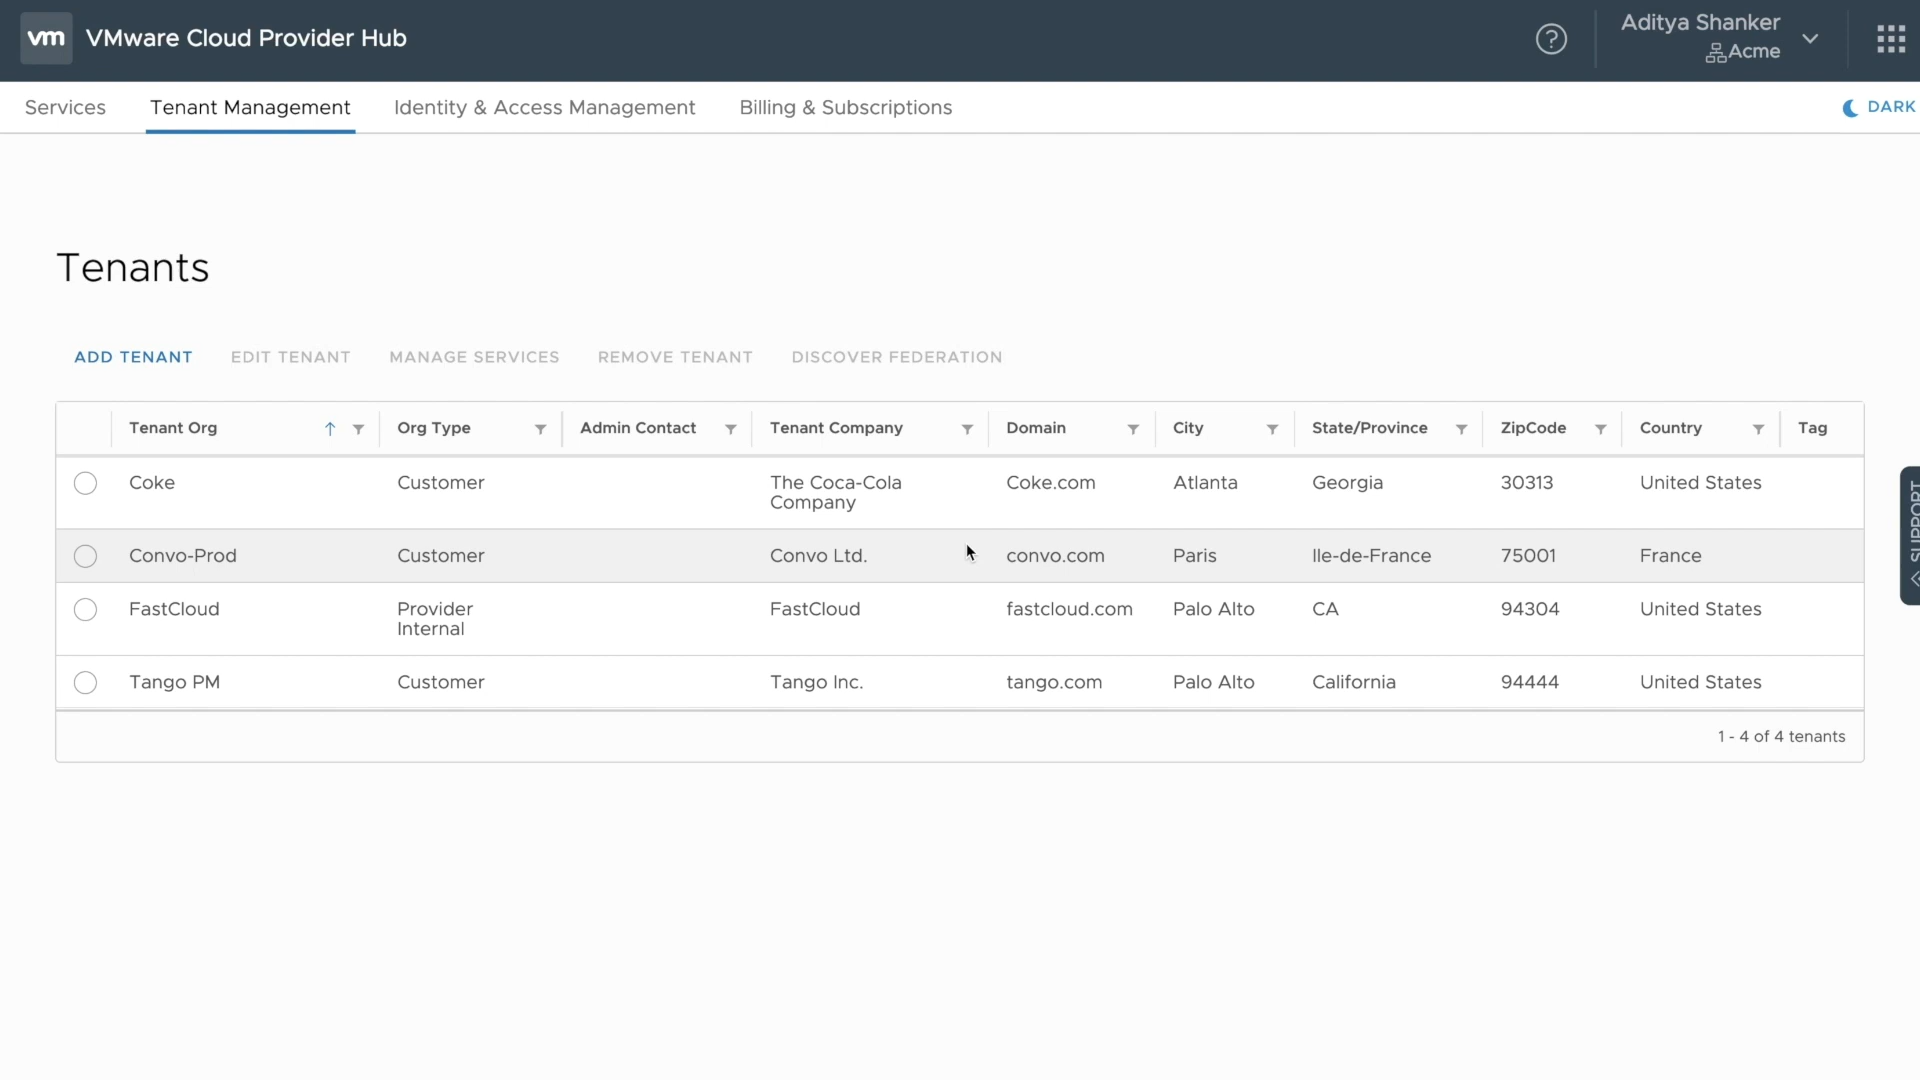 vm VMware Cloud Provider Hub
Aditya Shanker
Acme
Services Tenant Management Identity & Access Management Billing & Subscriptions DARK
Tenants
ADD TENANT EDIT TENANT MANAGE SERVICES REMOVE TENANT DISCOVER FEDERATION
Tenant Org Org Type Admin Contact Tenant Company Domain City State/Province ZipCode Country Tag
Coke Customer The Coca-Cola Company Coke.com Atlanta Georgia 30313 United States
Convo-Prod Customer Convo Ltd. convo.com Paris Ile-de-France 75001 France
FastCloud Provider Internal FastCloud fastcloud.com Palo Alto CA 94304 United States
Tango PM Customer Tango Inc. tango.com Palo Alto California 94444 United States
1 - 4 of 4 tenants
SUPPORT